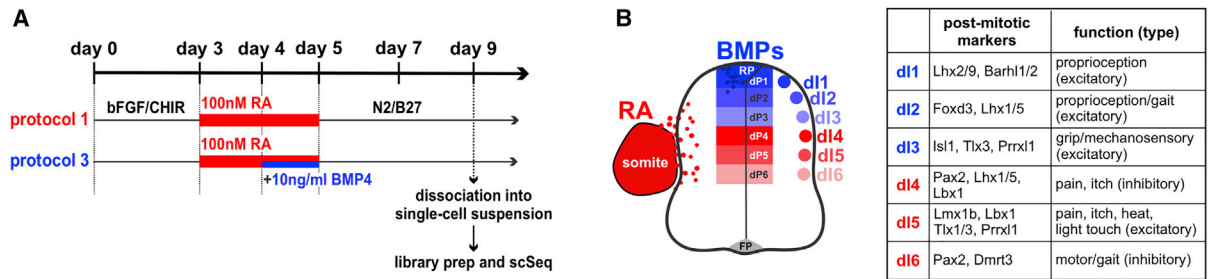 A
day 0
day 3
day 4
day 5
day 7
day 9
bFGF/CHIR
100nM RA
N2/B27
protocol 1
100nM RA
protocol 3
+10ng/ml BMP4
dissociation into
single-cell suspension
library prep and scSeq
B
BMPs
RP
dP1
dP2
dP3
dP4
dP5
dP6
FP
RA
somite
dI1
dI2
dI3
dI4
dI5
dI6
post-mitotic
markers
function (type)
dI1
Lhx2/9, Barhl1/2
proprioception
(excitatory)
dI2
Foxd3, Lhx1/5
proprioception/gait
(excitatory)
dI3
Isl1, Tlx3, Prrxl1
grip/mechanosensory
(excitatory)
dI4
Pax2, Lhx1/5,
Lbx1
pain, itch (inhibitory)
dI5
Lmx1b, Lbx1
Tlx1/3, Prrxl1
pain, itch, heat,
light touch (excitatory)
dI6
Pax2, Dmrt3
motor/gait (inhibitory)